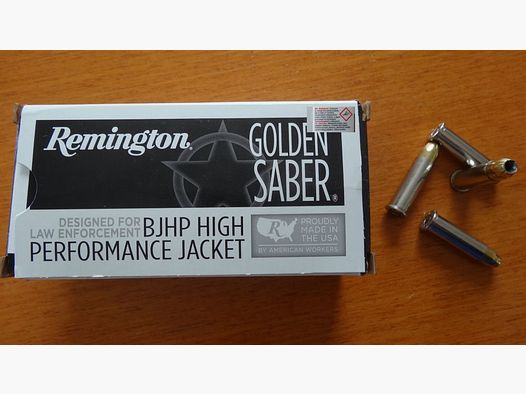 Remington®
GOLDEN
SABER®
DESIGNED FOR
LAW ENFORCEMENT
BJHP HIGH
PERFORMANCE JACKET
R
PROUDLY
MADE IN
THE USA
BY AMERICAN WORKERS